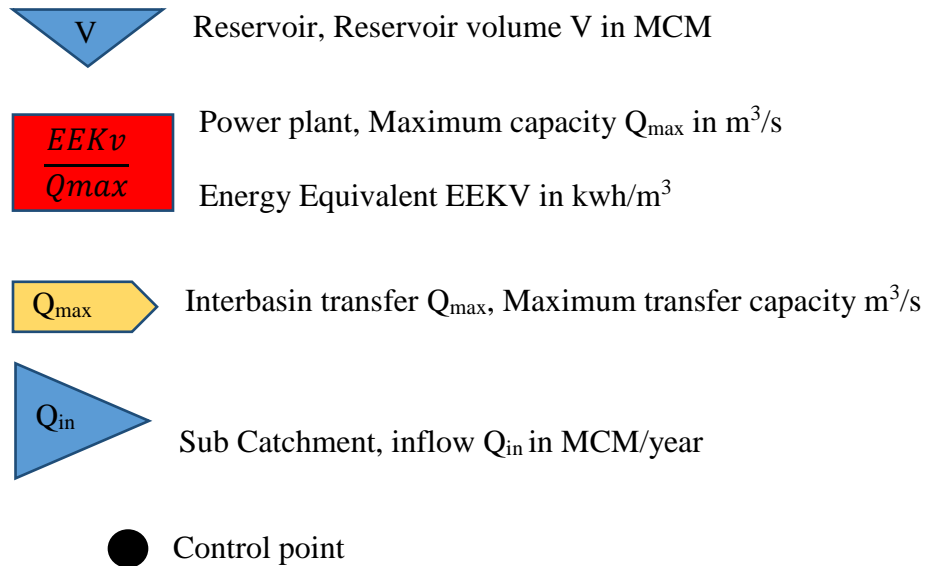 V Reservoir, Reservoir volume V in MCM
Power plant, Maximum capacity Qmax in m³/s
EEKv
Qmax
Energy Equivalent EEKV in kwh/m³
Qmax Interbasin transfer Qmax, Maximum transfer capacity m³/s
Qin
Sub Catchment, inflow Qin in MCM/year
Control point